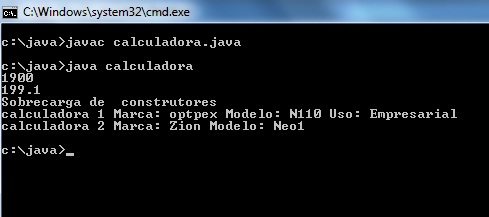 C:\Windows\system32\cmd.exe
c:\java>javac calculadora.java
c:\java>java calculadora
1900
199.1
Sobrecarga de  construtores
calculadora 1 Marca: optpex Modelo: N110 Uso: Empresarial
calculadora 2 Marca: Zion Modelo: Neo1
c:\java>_